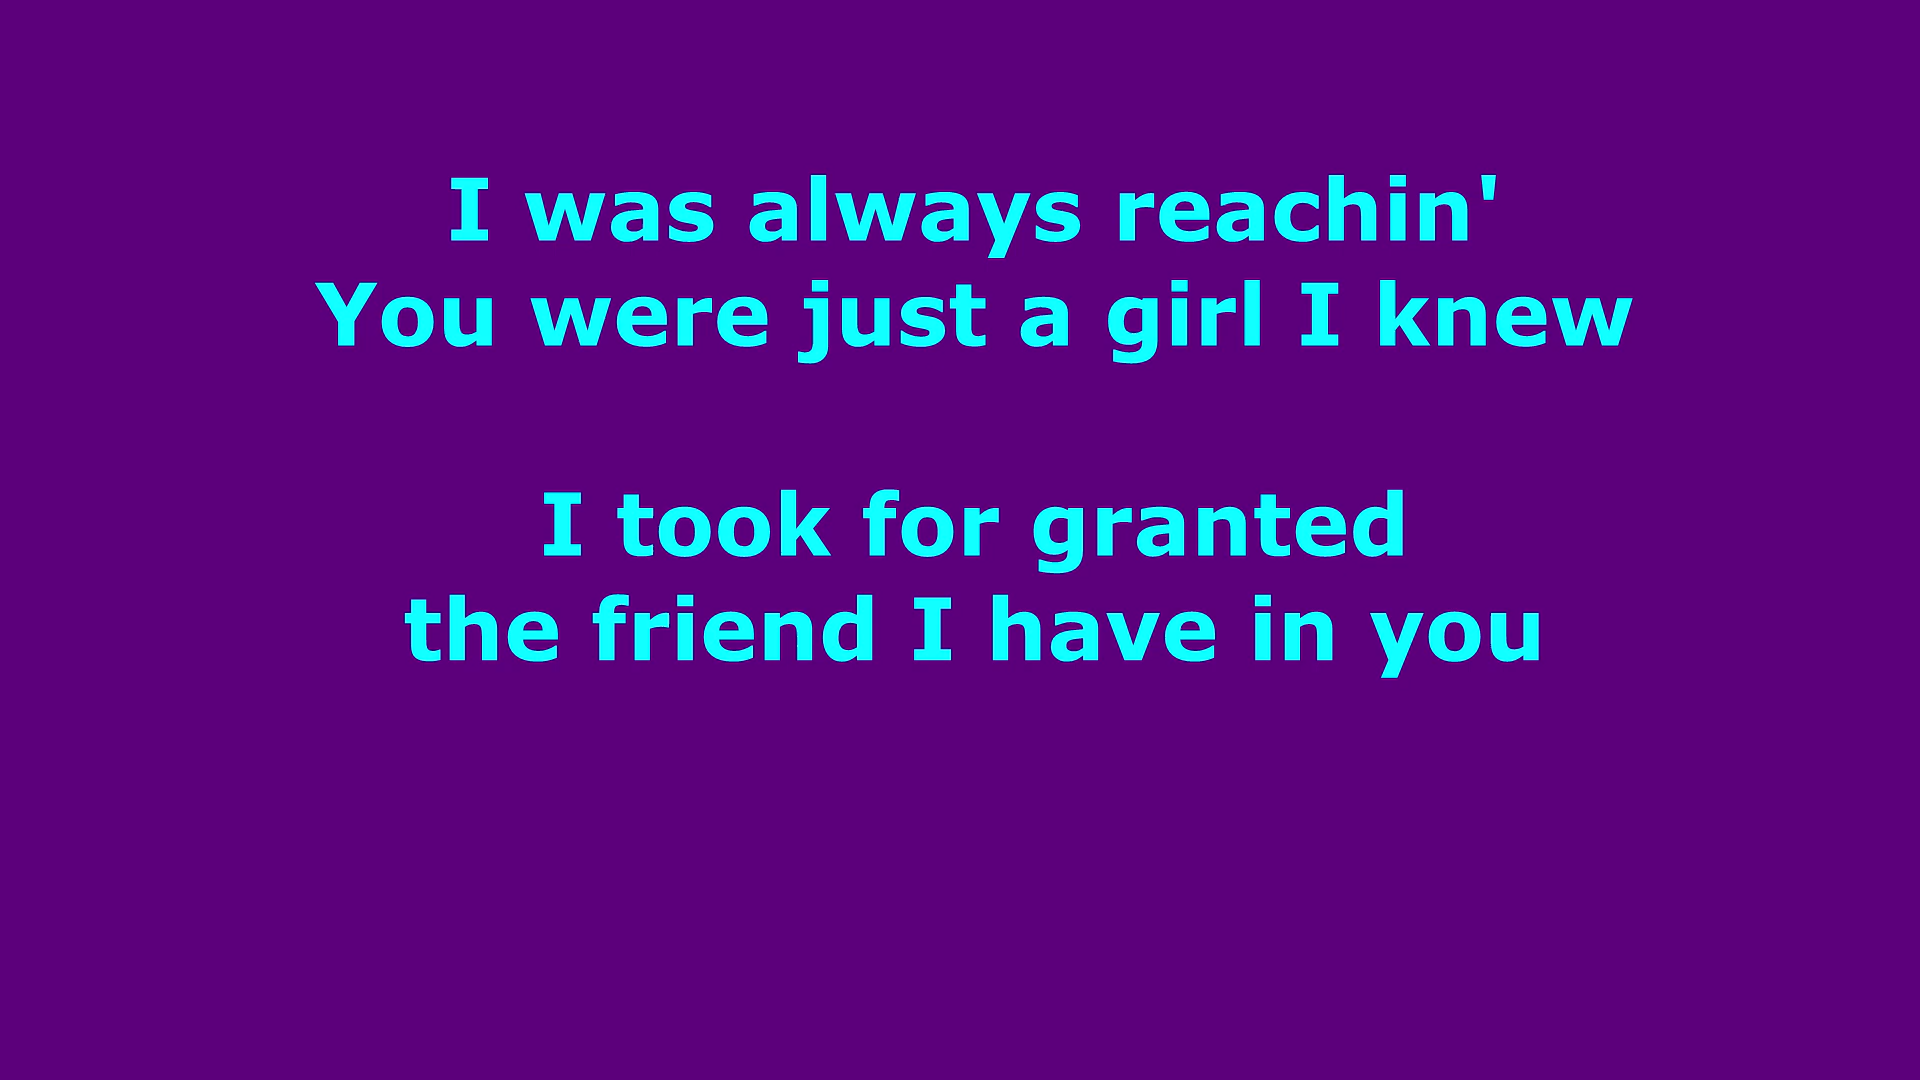 I was always reachin'
You were just a girl I knew
I took for granted
the friend I have in you